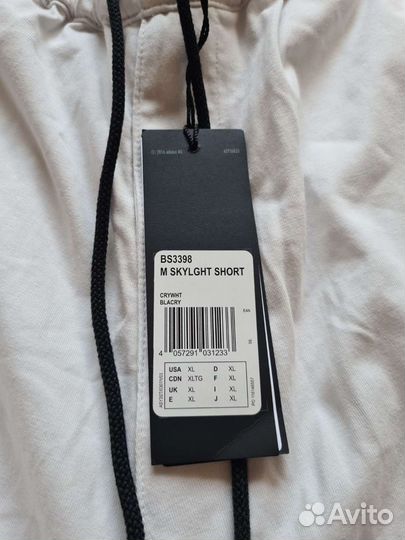 BS3398
M SKYLGHT SHORT
CRYWHT
BLACRY
EAN
4 057291 031233
USA XL D XL
CDN XLTG F XL
UK XL I XL
E XL J XL
Avito